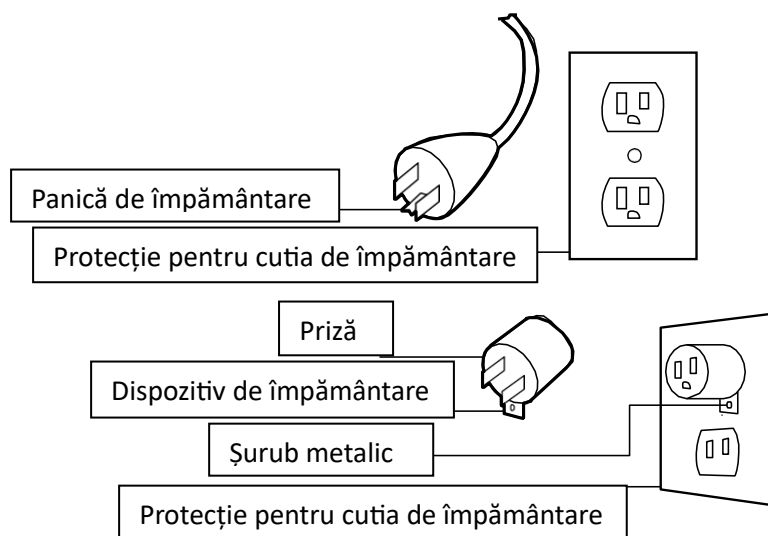 Panică de împământare
Protecție pentru cutia de împământare
Priză
Dispozitiv de împământare
Șurub metalic
Protecție pentru cutia de împământare